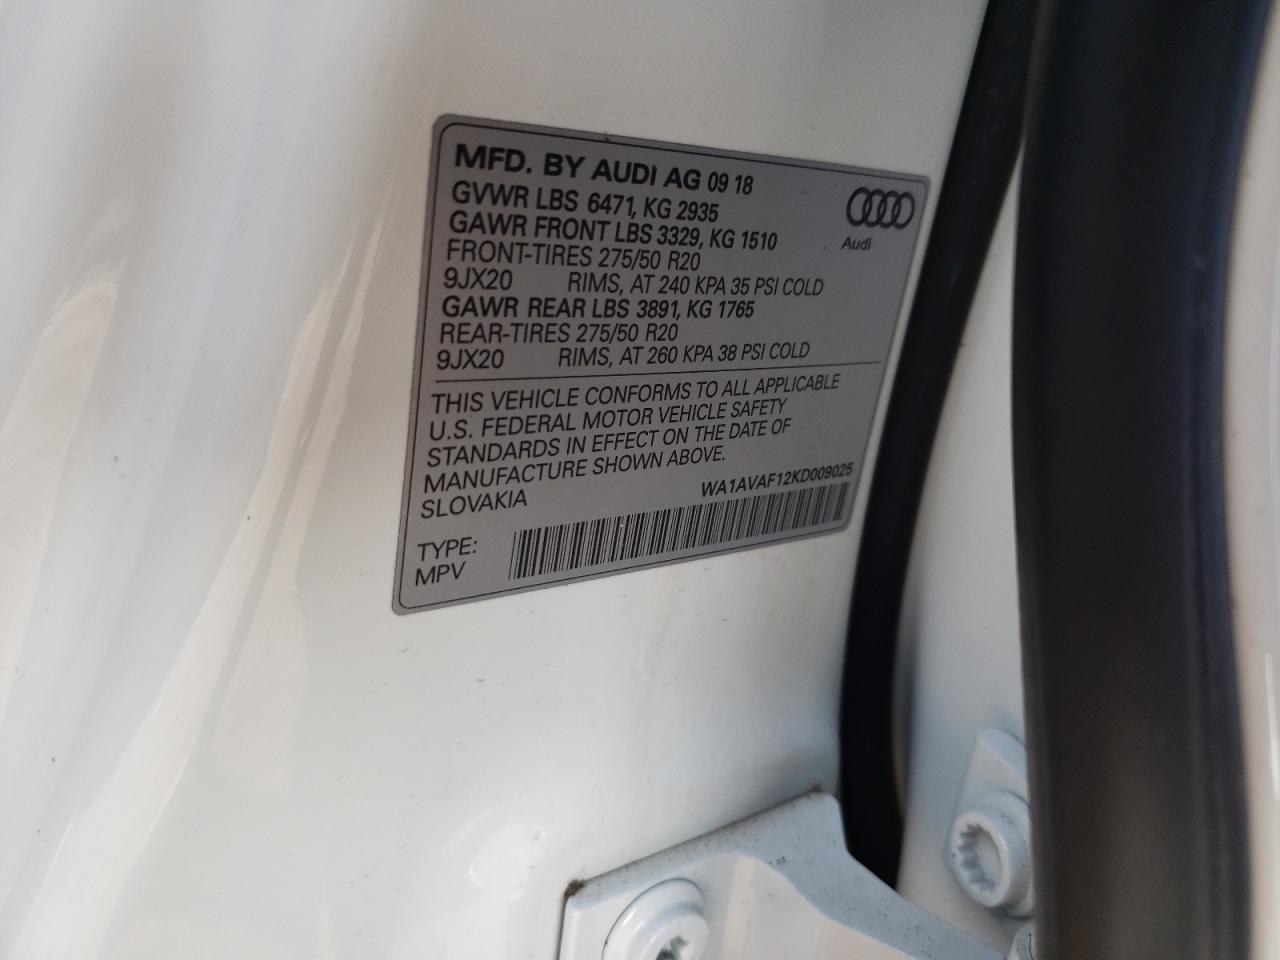 MFD. BY AUDI AG 09 18
GVWR LBS 6471, KG 2935
GAWR FRONT LBS 3329, KG 1510
FRONT-TIRES 275/50 R20
9JX20 RIMS, AT 240 KPA 35 PSI COLD
GAWR REAR LBS 3891, KG 1765
REAR-TIRES 275/50 R20
9JX20 RIMS, AT 260 KPA 38 PSI COLD
Audi
THIS VEHICLE CONFORMS TO ALL APPLICABLE
U.S. FEDERAL MOTOR VEHICLE SAFETY
STANDARDS IN EFFECT ON THE DATE OF
MANUFACTURE SHOWN ABOVE.
SLOVAKIA
WA1AVAF12KD009025
TYPE:
MPV